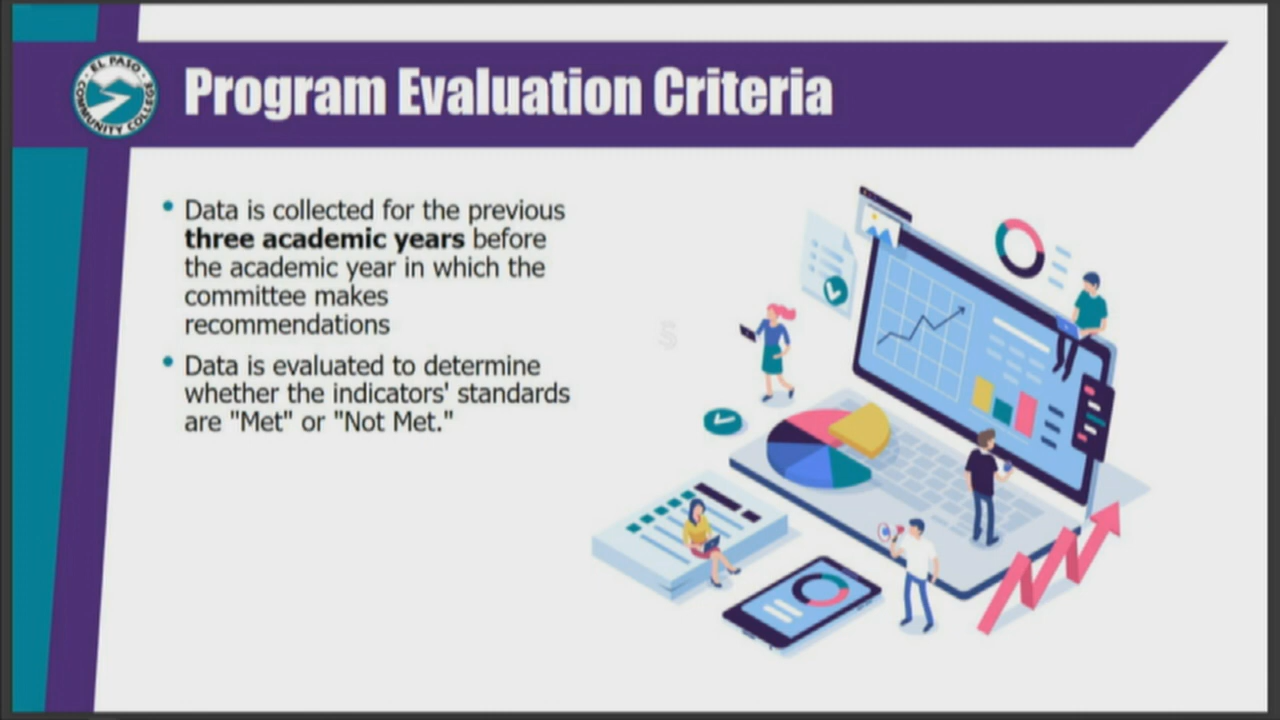 EL PASO
COMMUNITY COLLEGE
Program Evaluation Criteria
Data is collected for the previous
three academic years before
the academic year in which the
committee makes
recommendations
Data is evaluated to determine
whether the indicators' standards
are "Met" or "Not Met."